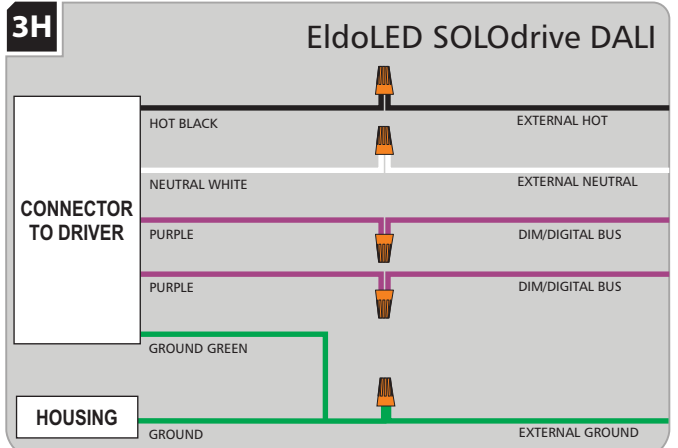 3H
EldoLED SOLOdrive DALI
HOT BLACK
EXTERNAL HOT
NEUTRAL WHITE
EXTERNAL NEUTRAL
CONNECTOR
TO DRIVER
PURPLE
DIM/DIGITAL BUS
PURPLE
DIM/DIGITAL BUS
GROUND GREEN
HOUSING
GROUND
EXTERNAL GROUND